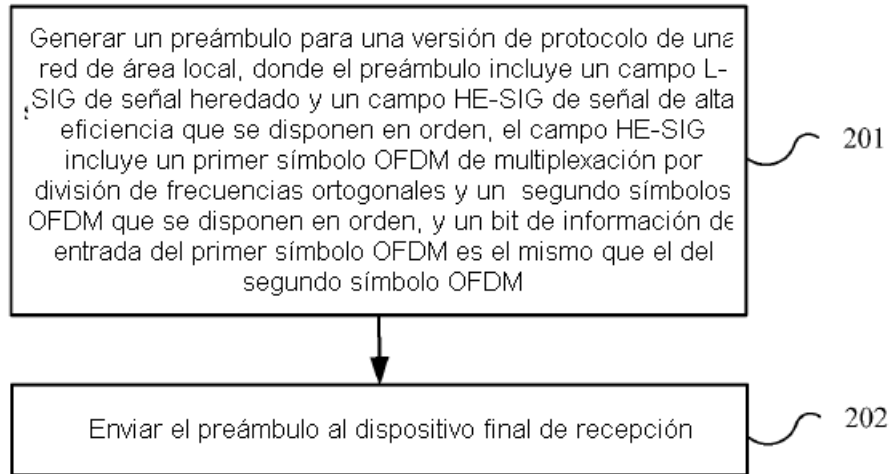 Generar un preámbulo para una versión de protocolo de una
red de área local, donde el preámbulo incluye un campo L-
SIG de señal heredado y un campo HE-SIG de señal de alta
eficiencia que se disponen en orden, el campo HE-SIG
incluye un primer símbolo OFDM de multiplexación por
división de frecuencias ortogonales y un segundo símbolos
OFDM que se disponen en orden, y un bit de información de
entrada del primer símbolo OFDM es el mismo que el del
segundo símbolo OFDM
201
Enviar el preámbulo al dispositivo final de recepción
202